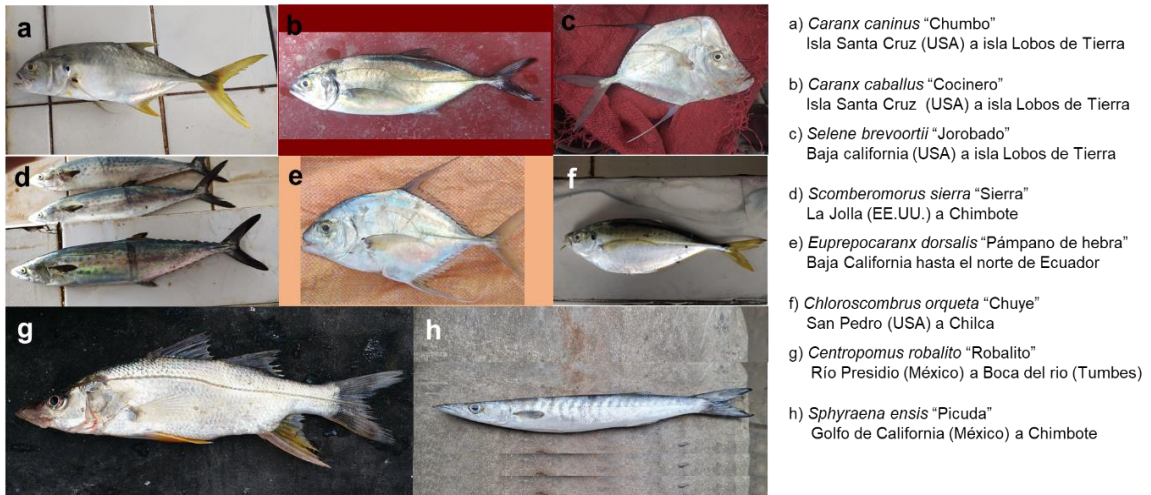 a
b
c
d
e
f
g
h
a) Caranx caninus “Chumbo”
Isla Santa Cruz (USA) a isla Lobos de Tierra
b) Caranx caballus “Cocinero”
Isla Santa Cruz (USA) a isla Lobos de Tierra
c) Selene brevoortii “Jorobado”
Baja california (USA) a isla Lobos de Tierra
d) Scomberomorus sierra “Sierra”
La Jolla (EE.UU.) a Chimbote
e) Euprepocaranx dorsalis “Pámpano de hebra”
Baja California hasta el norte de Ecuador
f) Chloroscombrus orqueta “Chuye”
San Pedro (USA) a Chilca
g) Centropomus robalito “Robalito”
Río Presidio (México) a Boca del rio (Tumbes)
h) Sphyraena ensis “Picuda”
Golfo de California (México) a Chimbote